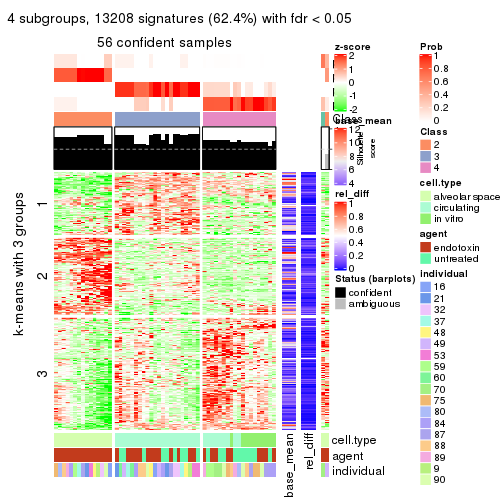 4 subgroups, 13208 signatures (62.4%) with fdr < 0.05
56 confident samples
k-means with 3 groups
1
2
3
Class
Silhouette
score
base_mean
rel_diff
cell.type
agent
individual
z-score
2
1
0
-1
-2
base_mean
12
10
8
6
4
rel_diff
1
0.8
0.6
0.4
0.2
0
Status (barplots)
confident
ambiguous
Prob
1
0.8
0.6
0.4
0.2
0
Class
2
3
4
cell.type
alveolar space
circulating
in vitro
agent
endotoxin
untreated
individual
16
21
32
37
48
49
53
59
60
70
75
80
84
87
88
89
9
90